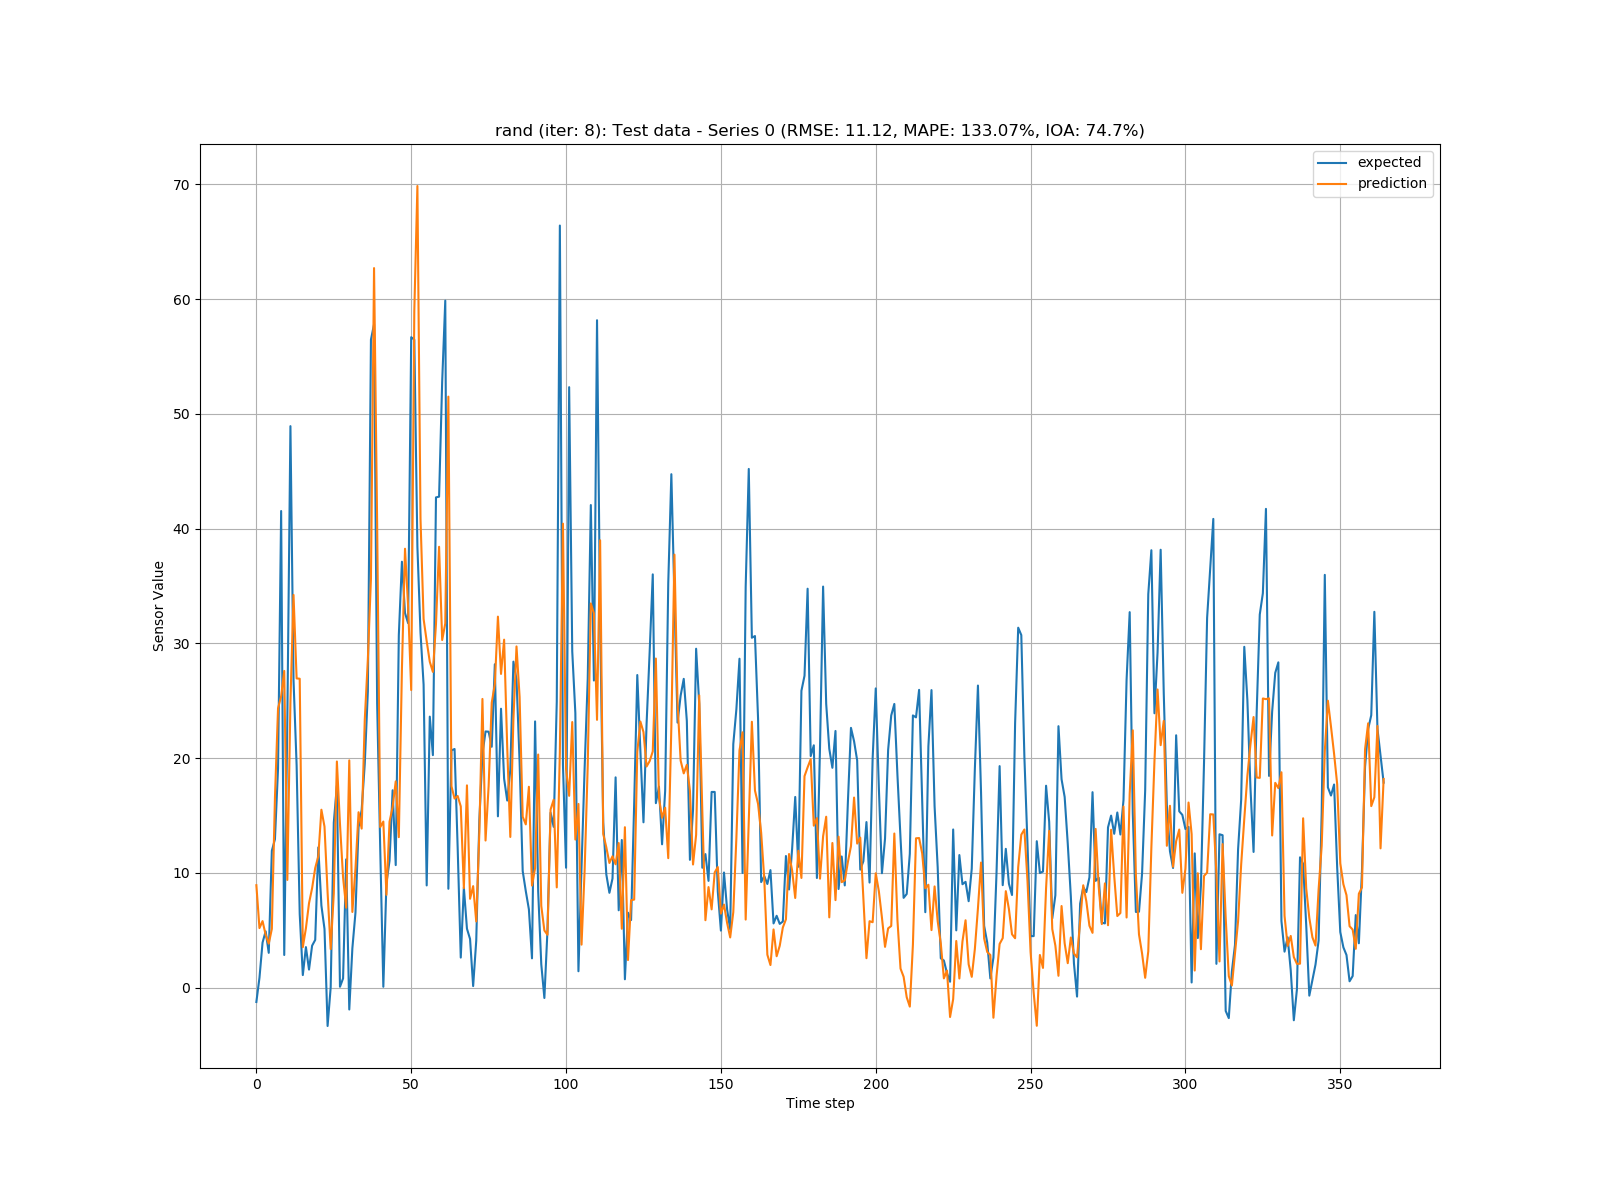 rand (iter: 8): Test data - Series 0 (RMSE: 11.12, MAPE: 133.07%, IOA: 74.7%)
expected
prediction
70
60
50
40
30
20
10
0
Sensor Value
0 50 100 150 200 250 300 350
Time step